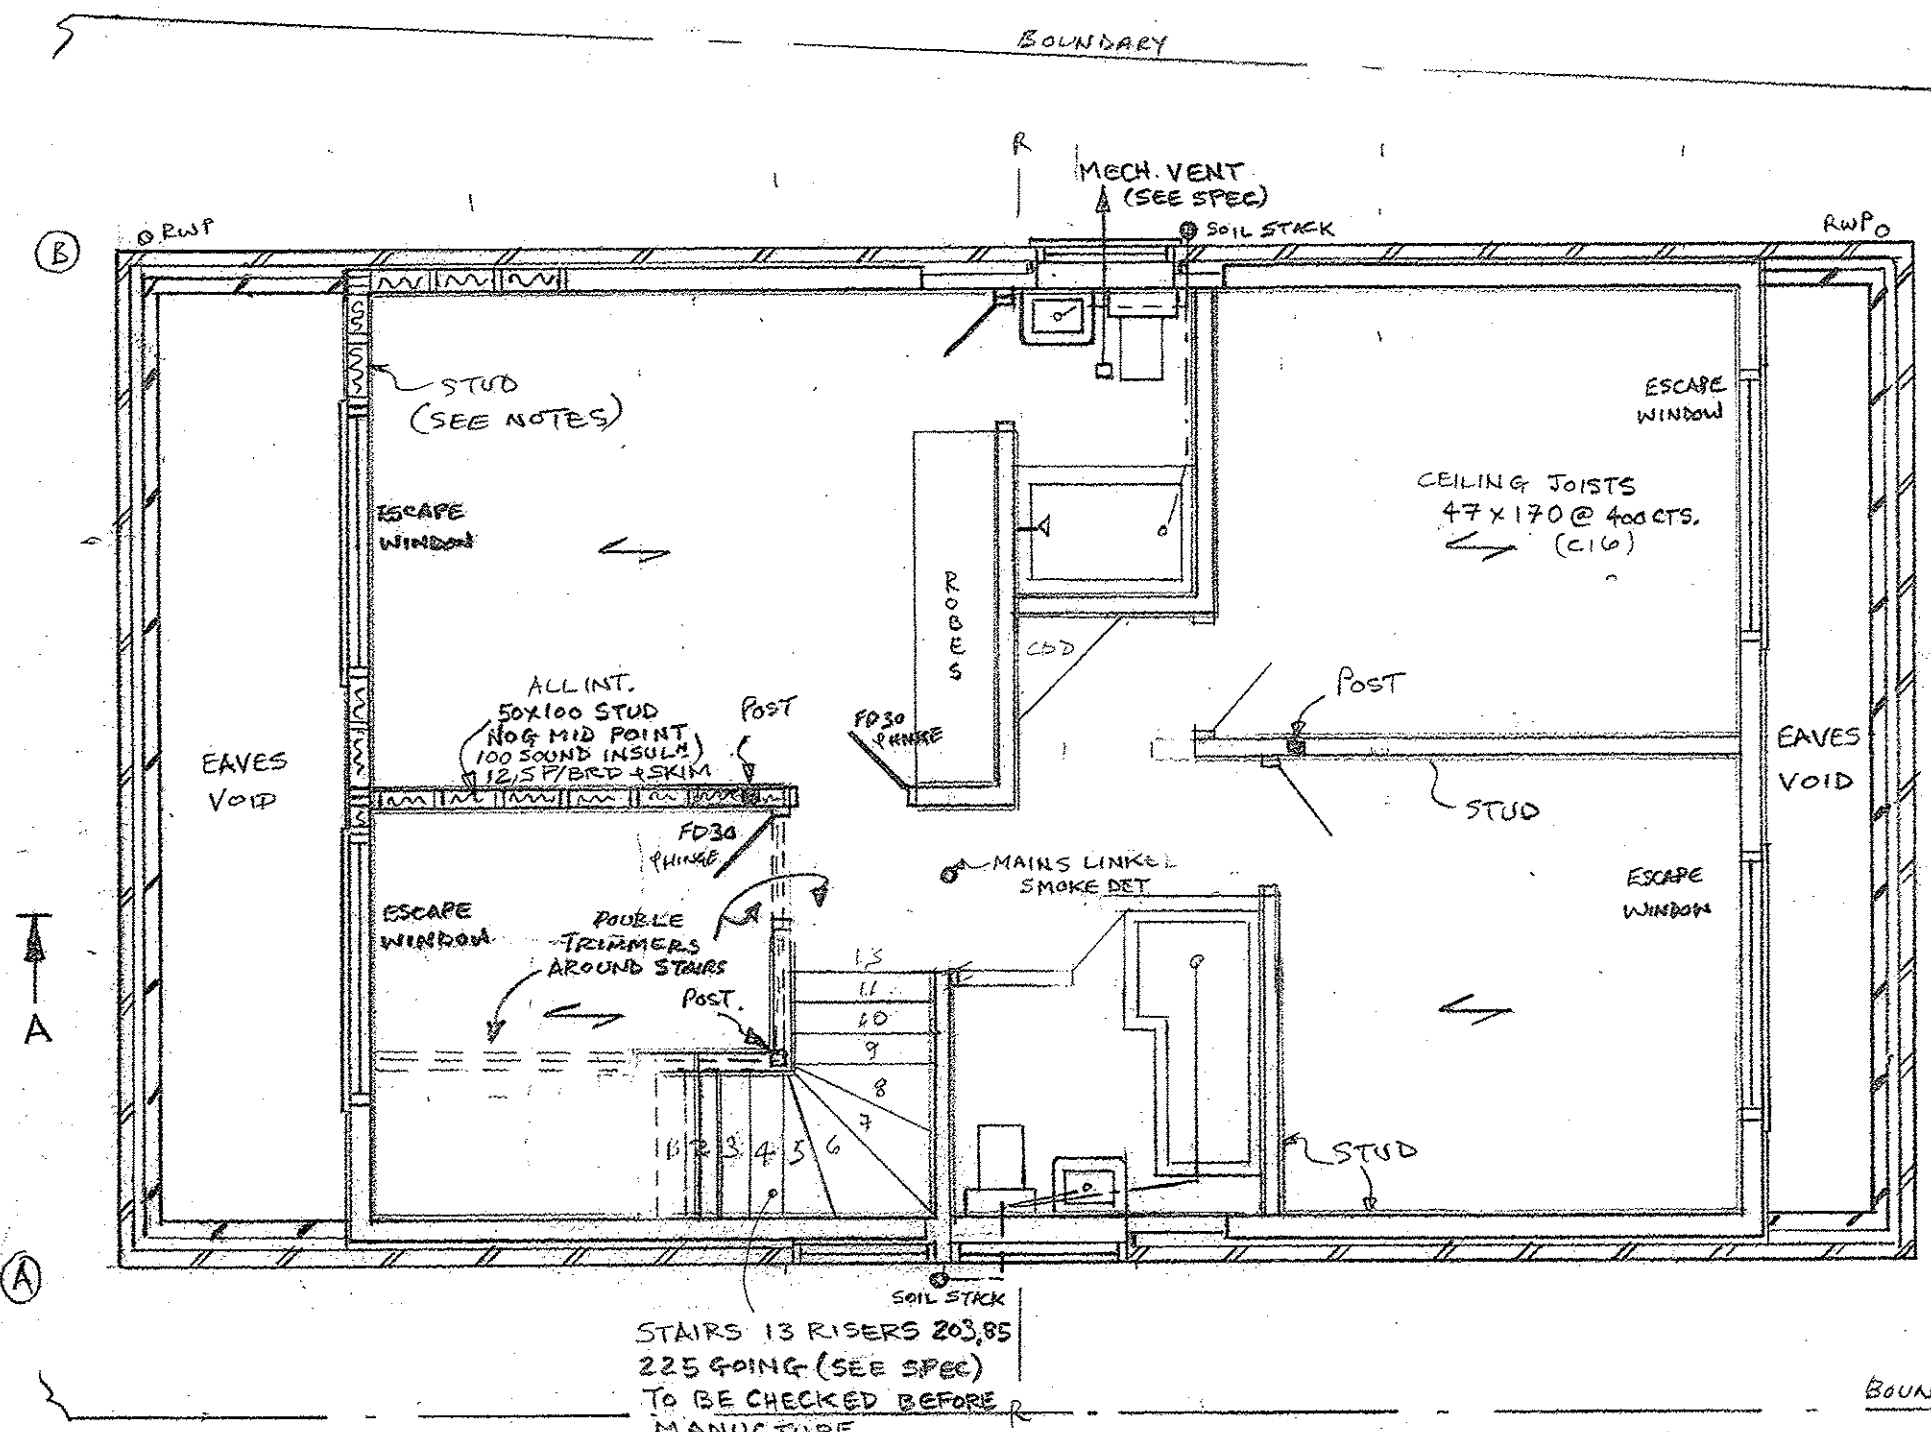 BOUNDARY
R
MECH. VENT
(SEE SPEC)
SOIL STACK
RWP
RWP
B
STUD
(SEE NOTES)
ESCAPE
WINDOW
ESCAPE
WINDOW
CEILING JOISTS
47 X 170 @ 400 CTS.
(C16)
ROBES
CBD
ALL INT.
50X100 STUD
NOG MID POINT
100 SOUND INSULN
12,5 P/BRD + SKIM
POST
FD30
POST
EAVES
VOID
EAVES
VOID
STUD
FD30
MAINS LINKED
SMOKE DET
ESCAPE
WINDOW
ESCAPE
WINDOW
DOUBLE
TRIMMERS
AROUND STAIRS
POST.
A
13
11
10
9
8
7
1 2 3 4 5 6
STUD
A
SOIL STACK
STAIRS 13 RISERS 203,85
225 GOING (SEE SPEC)
TO BE CHECKED BEFORE
R
BOUN